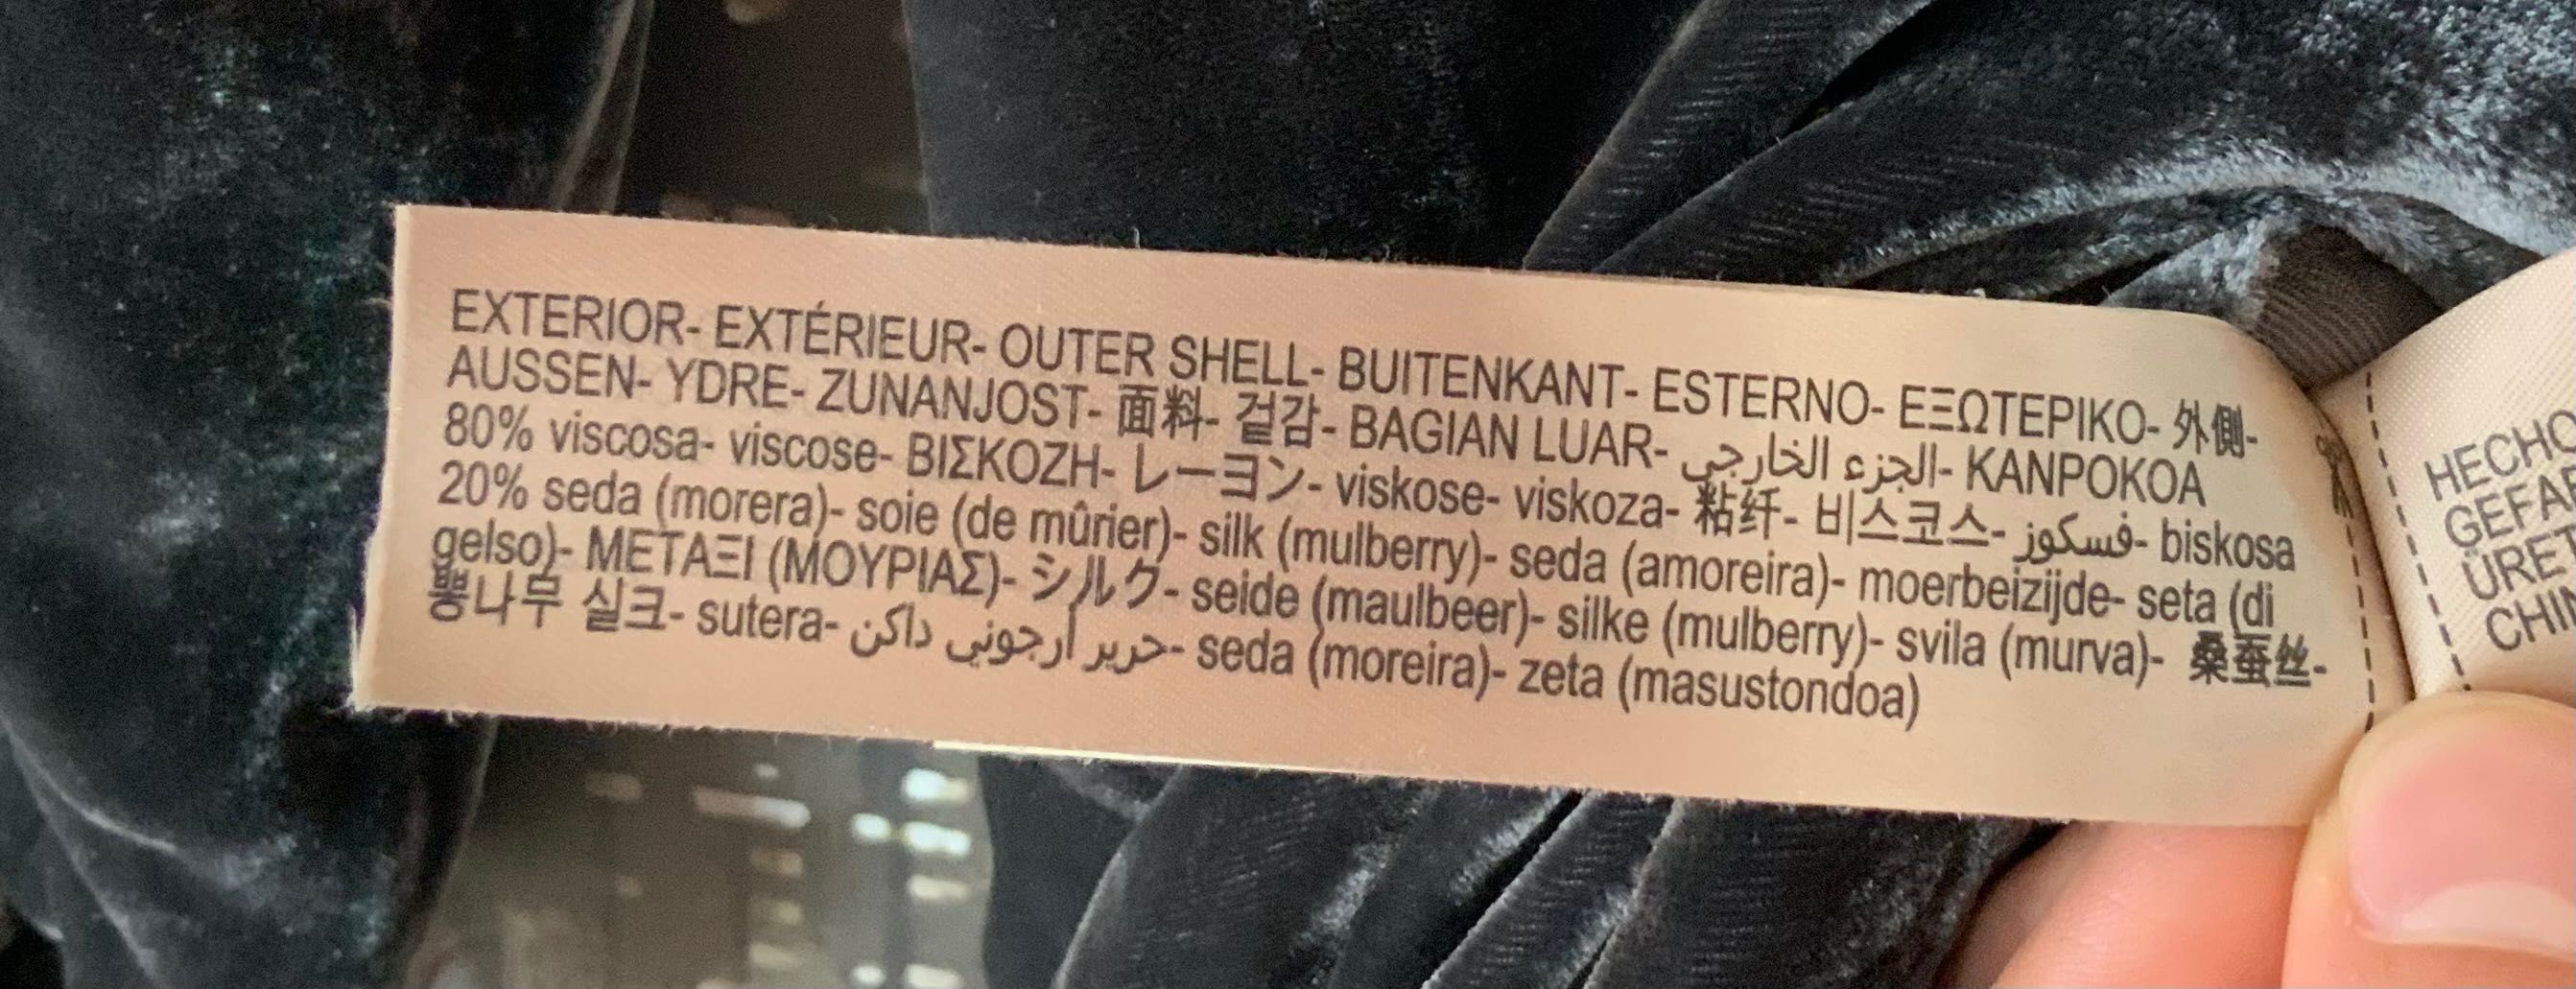 EXTERIOR- EXTÉRIEUR- OUTER SHELL- BUITENKANT- ESTERNO- ΕΞΩΤΕΡΙΚΟ- 外側-
AUSSEN- YDRE- ZUNANJOST- 面料- 겉감- BAGIAN LUAR- الجزء الخارجي- KANPOKOA
80% viscosa- viscose- ΒΙΣΚΟΖΗ- レーヨン- viskose- viskoza- 粘纤- 비스코스- فسكوز- biskosa
20% seda (morera)- soie (de mûrier)- silk (mulberry)- seda (amoreira)- moerbeizijde- seta (di
gelso)- ΜΕΤΑΞΙ (ΜΟΥΡΙΑΣ)- シルク- seide (maulbeer)- silke (mulberry)- svila (murva)- 桑蚕丝-
뽕나무 실크- sutera- حرير أرجوني داكن- seda (moreira)- zeta (masustondoa)
HECHO